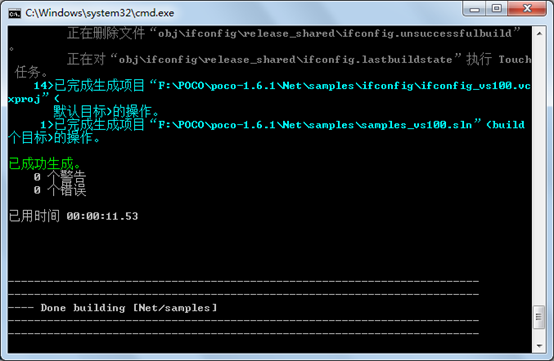 C:\Windows\system32\cmd.exe
正在删除文件“obj\ifconfig\release_shared\ifconfig.unsuccessfulbuild”
。
正在对“obj\ifconfig\release_shared\ifconfig.lastbuildstate”执行 Touch
任务。
14>已完成生成项目“F:\POCO\poco-1.6.1\Net\samples\ifconfig\ifconfig_vs100.vc
xproj”(
默认目标)的操作。
1>已完成生成项目“F:\POCO\poco-1.6.1\Net\samples\samples_vs100.sln”(build
个目标)的操作。
已成功生成。
0 个警告
0 个错误
已用时间 00:00:11.53
------------------------------------------------------------------------
------------------------------------------------------------------------
---- Done building [Net/samples]
------------------------------------------------------------------------
------------------------------------------------------------------------